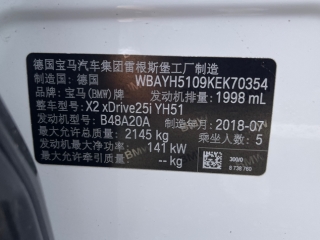 德国宝马汽车集团雷根斯堡工厂制造
制造国：德国 WBAYH5109KEK70354
品牌：宝马(BMW)牌 发动机排量：1998 mL
整车型号：X2 xDrive25i YH51
发动机型号：B48A20A 制造年月：2018-07
最大允许总质量：2145 kg 乘坐人数：5
发动机最大净功率：141 kW
最大允许牵引质量：-- kg
300/0